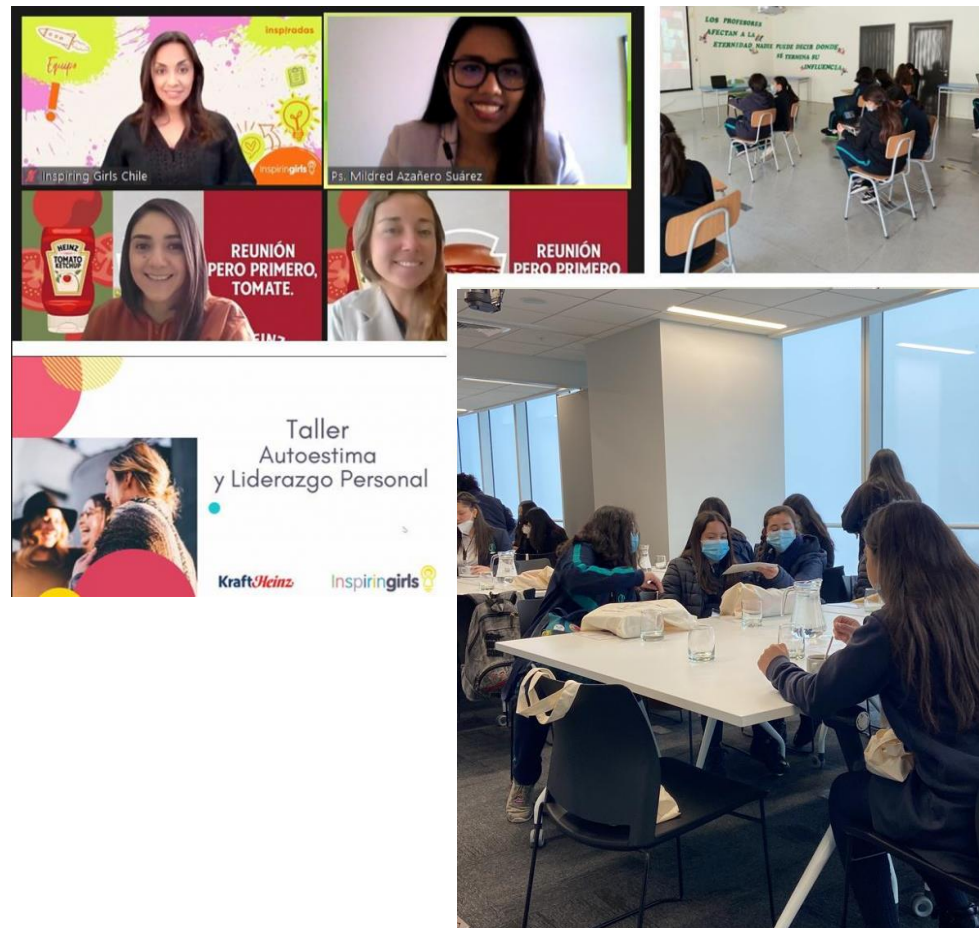 inspiradas
Equipo
inspiringirls
Inspiring Girls Chile
Ps. Mildred Azañero Suárez
HEINZ
TOMATO
KETCHUP
REUNIÓN
PERO PRIMERO,
TOMATE.
REUNIÓN
PERO PRIMERO
LOS PROFESORES
AFECTAN A LA
ETERNIDAD, NADIE PUEDE DECIR DONDE
SE TERMINA SU
INFLUENCIA
Taller
Autoestima
y Liderazgo Personal
KraftHeinz
Inspiringirls